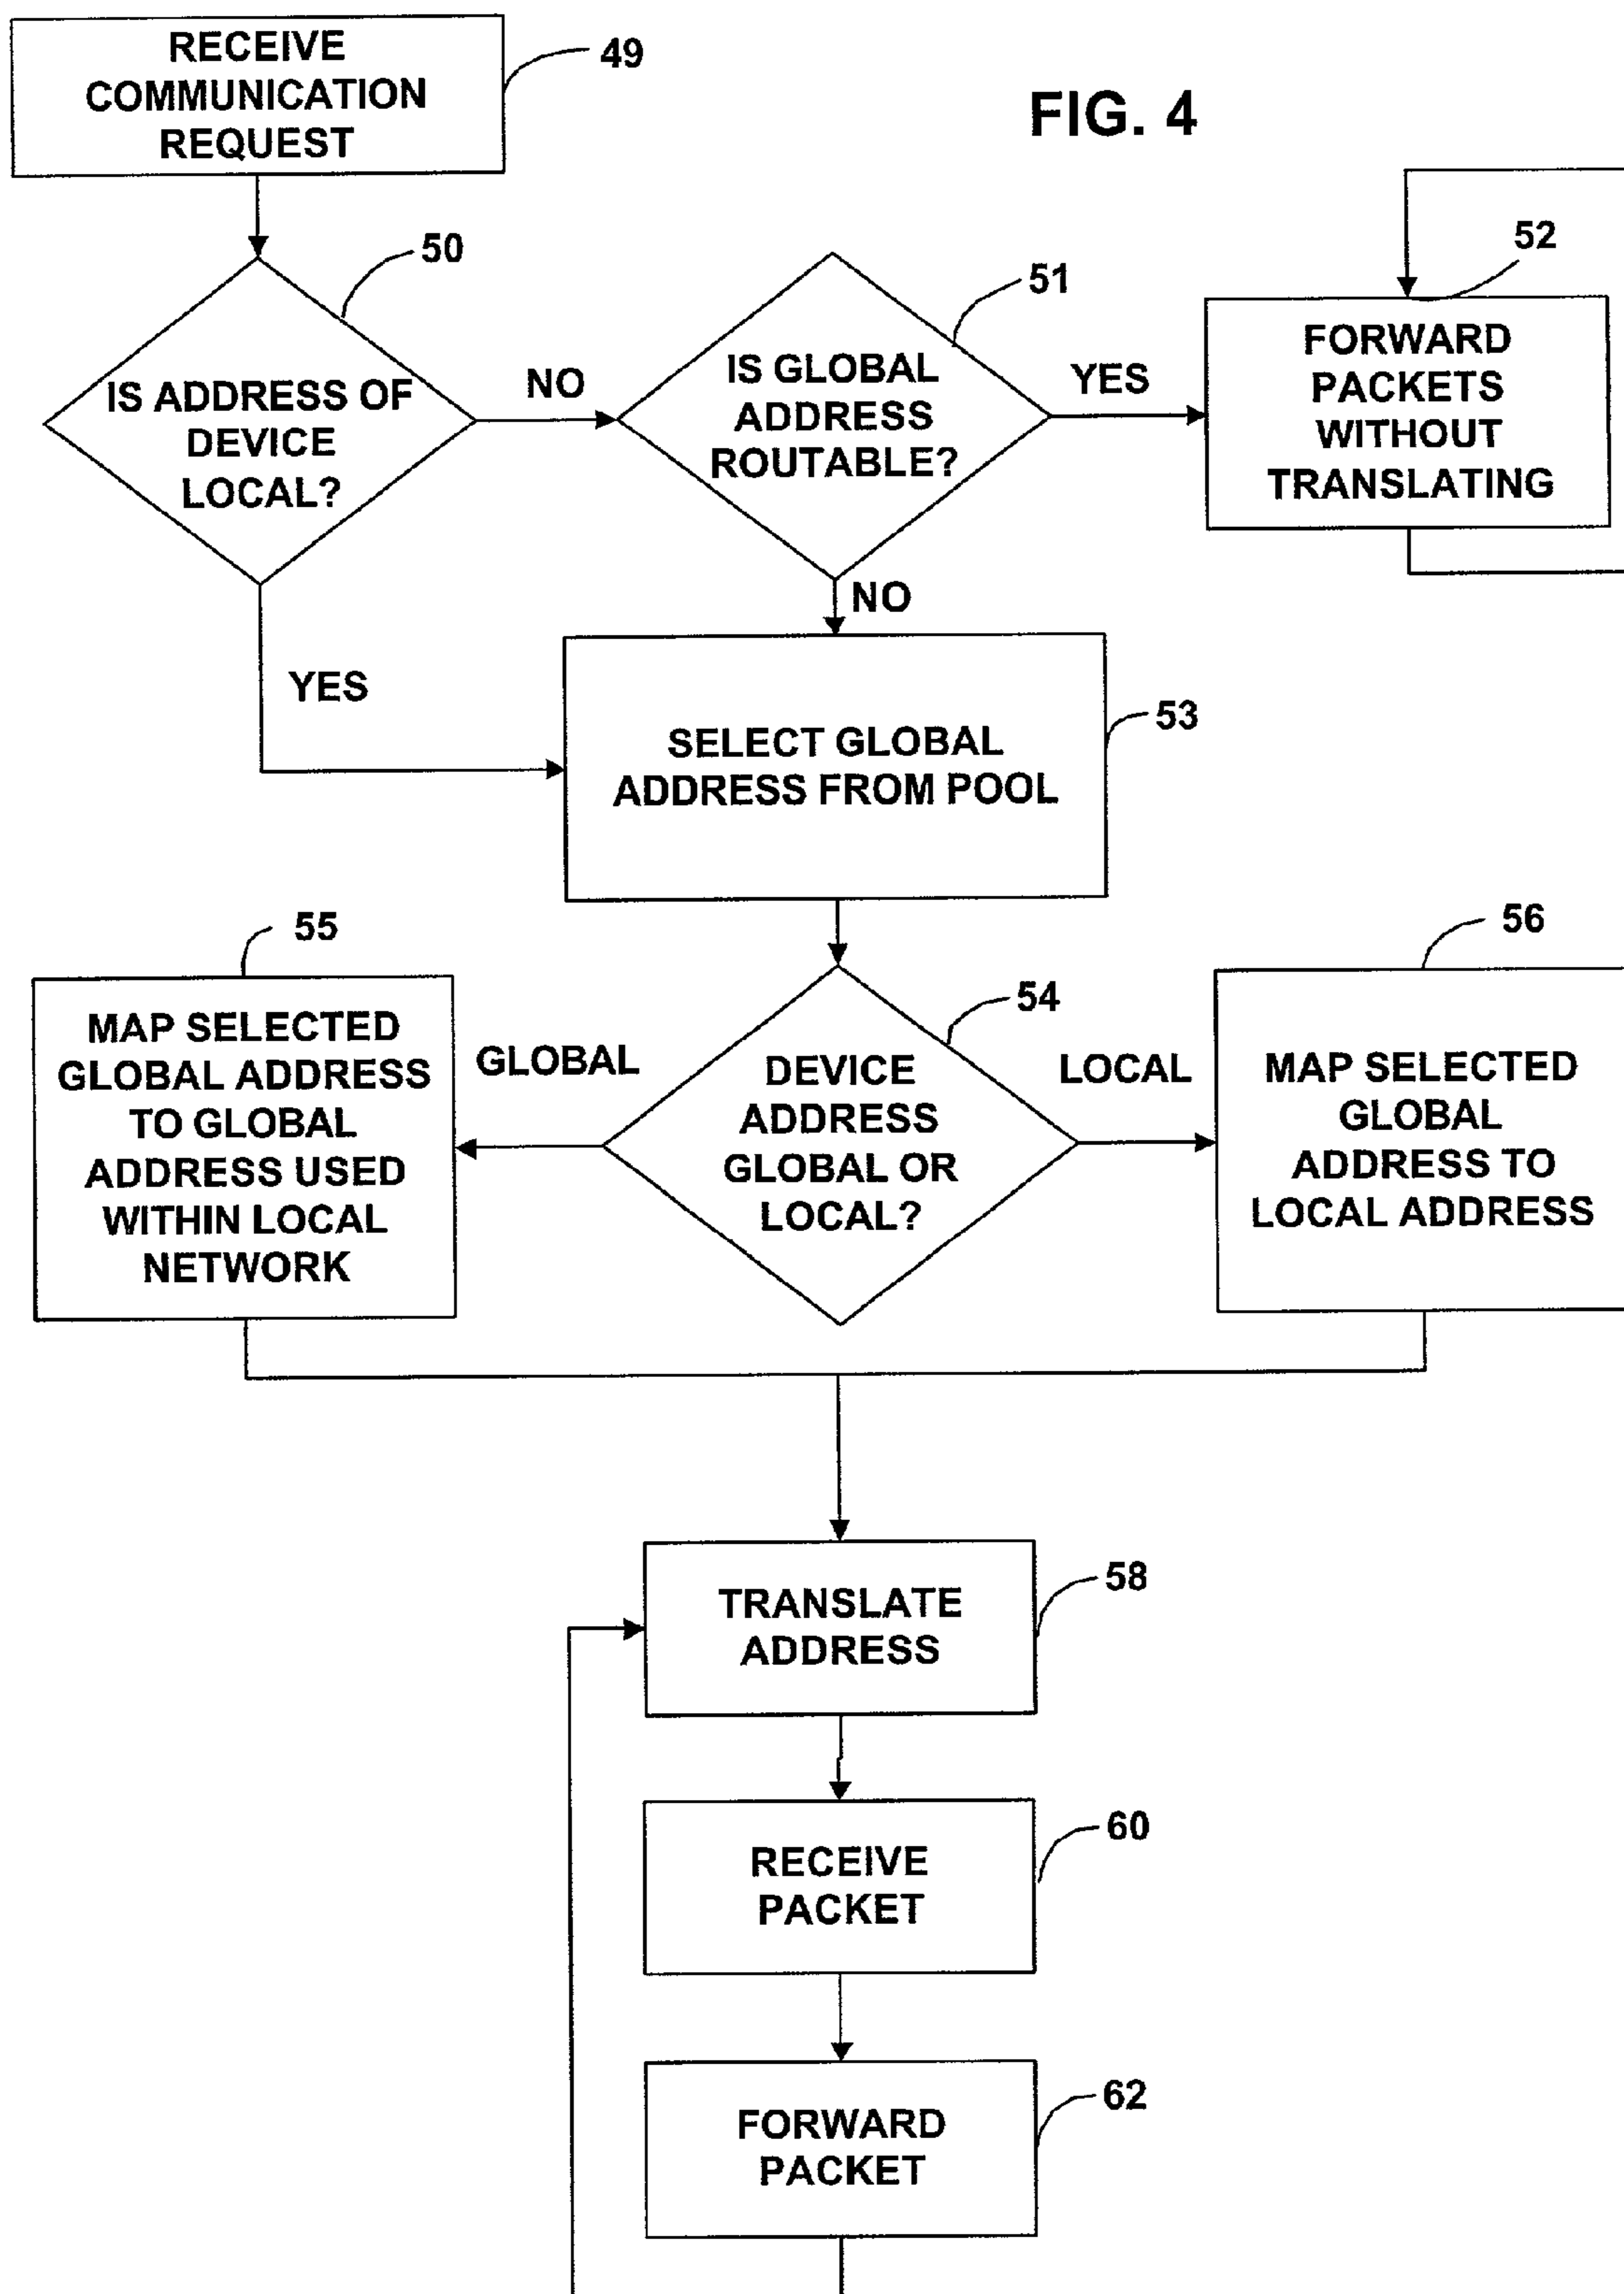 RECEIVE
COMMUNICATION
REQUEST
49
FIG. 4
50
IS ADDRESS OF
DEVICE
LOCAL?
NO
51
IS GLOBAL
ADDRESS
ROUTABLE?
YES
52
FORWARD
PACKETS
WITHOUT
TRANSLATING
NO
YES
53
SELECT GLOBAL
ADDRESS FROM POOL
55
MAP SELECTED
GLOBAL ADDRESS
TO GLOBAL
ADDRESS USED
WITHIN LOCAL
NETWORK
GLOBAL
54
DEVICE
ADDRESS
GLOBAL OR
LOCAL?
LOCAL
56
MAP SELECTED
GLOBAL
ADDRESS TO
LOCAL ADDRESS
58
TRANSLATE
ADDRESS
60
RECEIVE
PACKET
62
FORWARD
PACKET